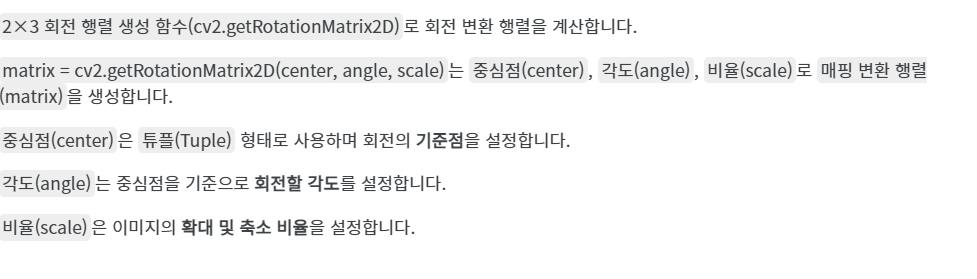 2×3 회전 행렬 생성 함수(cv2.getRotationMatrix2D)로 회전 변환 행렬을 계산합니다.
matrix = cv2.getRotationMatrix2D(center, angle, scale)는 중심점(center), 각도(angle), 비율(scale)로 매핑 변환 행렬
(matrix)을 생성합니다.
중심점(center)은 튜플(Tuple) 형태로 사용하며 회전의 기준점을 설정합니다.
각도(angle)는 중심점을 기준으로 회전할 각도를 설정합니다.
비율(scale)은 이미지의 확대 및 축소 비율을 설정합니다.